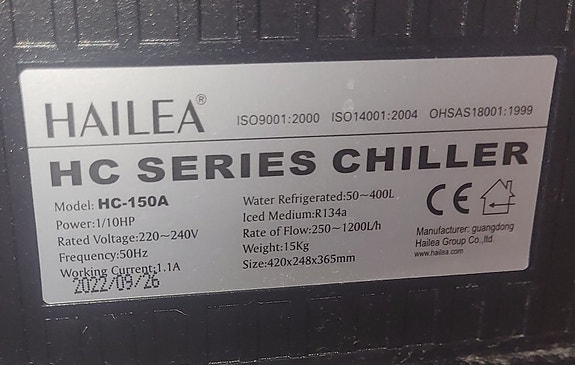 HAILEA®
ISO9001:2000 ISO14001:2004 OHSAS18001:1999
HC SERIES CHILLER
Model: HC-150A
Power:1/10HP
Rated Voltage:220~240V
Frequency:50Hz
Working Current:1.1A
2022/09/26
Water Refrigerated:50~400L
Iced Medium:R134a
Rate of Flow:250~1200L/h
Weight:15Kg
Size:420x248x365mm
CE
Manufacturer: guangdong
Hailea Group Co.,ltd
www.hailea.com